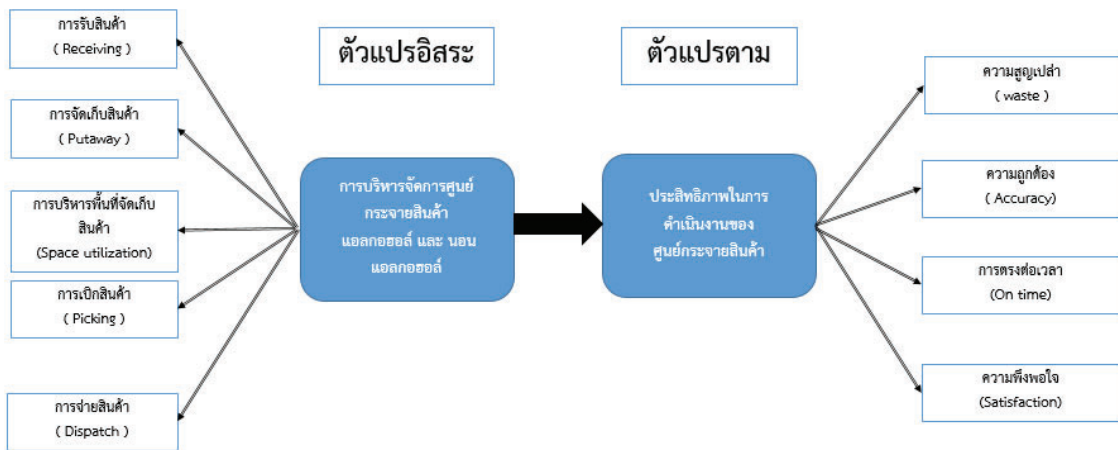 การรับสินค้า
( Receiving )
การจัดเก็บสินค้า
( Putaway )
การบริหารพื้นที่จัดเก็บ
สินค้า
(Space utilization)
การเบิกสินค้า
( Picking )
การจ่ายสินค้า
( Dispatch )
ตัวแปรอิสระ
การบริหารจัดการศูนย์
กระจายสินค้า
แอลกอฮอล์ และ นอน
แอลกอฮอล์
ตัวแปรตาม
ประสิทธิภาพในการ
ดำเนินงานของ
ศูนย์กระจายสินค้า
ความสูญเปล่า
( waste )
ความถูกต้อง
( Accuracy)
การตรงต่อเวลา
(On time)
ความพึงพอใจ
(Satisfaction)